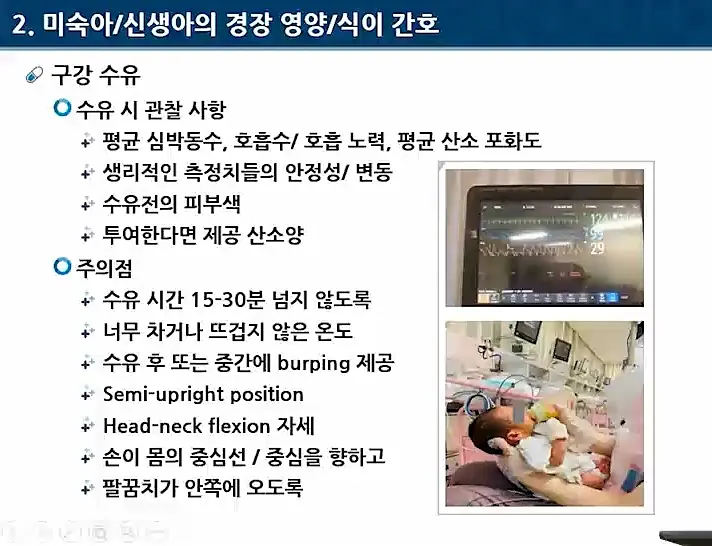 2. 미숙아/신생아의 경장 영양/식이 간호
구강 수유
수유 시 관찰 사항
평균 심박동수, 호흡수/ 호흡 노력, 평균 산소 포화도
생리적인 측정치들의 안정성/ 변동
수유전의 피부색
투여한다면 제공 산소양
주의점
수유 시간 15-30분 넘지 않도록
너무 차거나 뜨겁지 않은 온도
수유 후 또는 중간에 burping 제공
Semi-upright position
Head-neck flexion 자세
손이 몸의 중심선 / 중심을 향하고
팔꿈치가 안쪽에 오도록
124
99
29